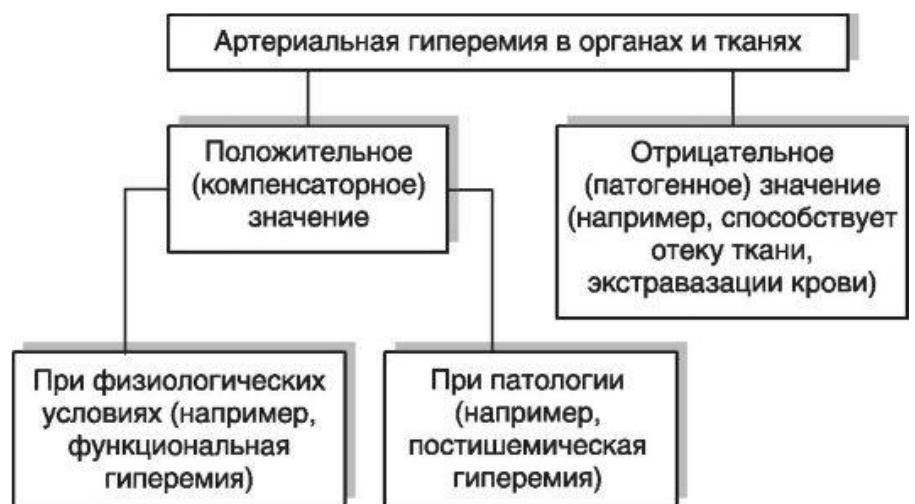 Артериальная гиперемия в органах и тканях
Положительное
(компенсаторное)
значение
Отрицательное
(патогенное) значение
(например, способствует
отеку ткани,
экстравазации крови)
При физиологических
условиях (например,
функциональная
гиперемия)
При патологии
(например,
постишемическая
гиперемия)